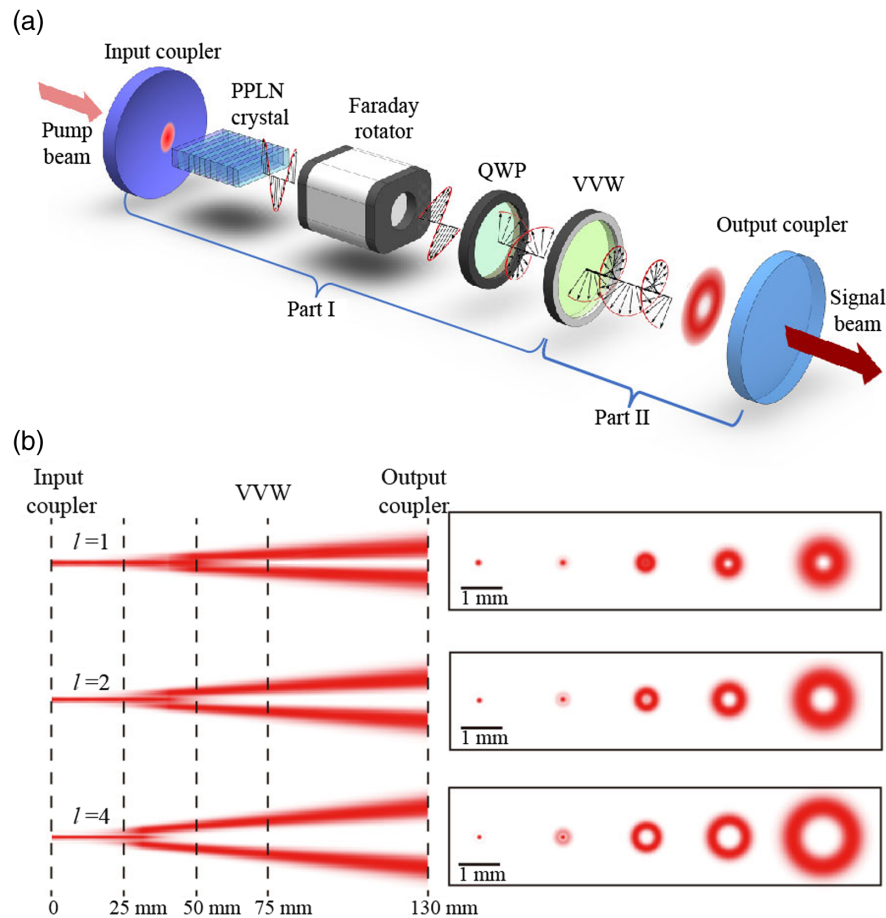 (a)
Input coupler
PPLN
crystal
Faraday
rotator
Pump
beam
QWP
VVW
Output coupler
Signal
beam
Part I
Part II
(b)
Input
coupler
VVW
Output
coupler
l=1
1 mm
l=2
1 mm
l=4
1 mm
0
25 mm
50 mm
75 mm
130 mm